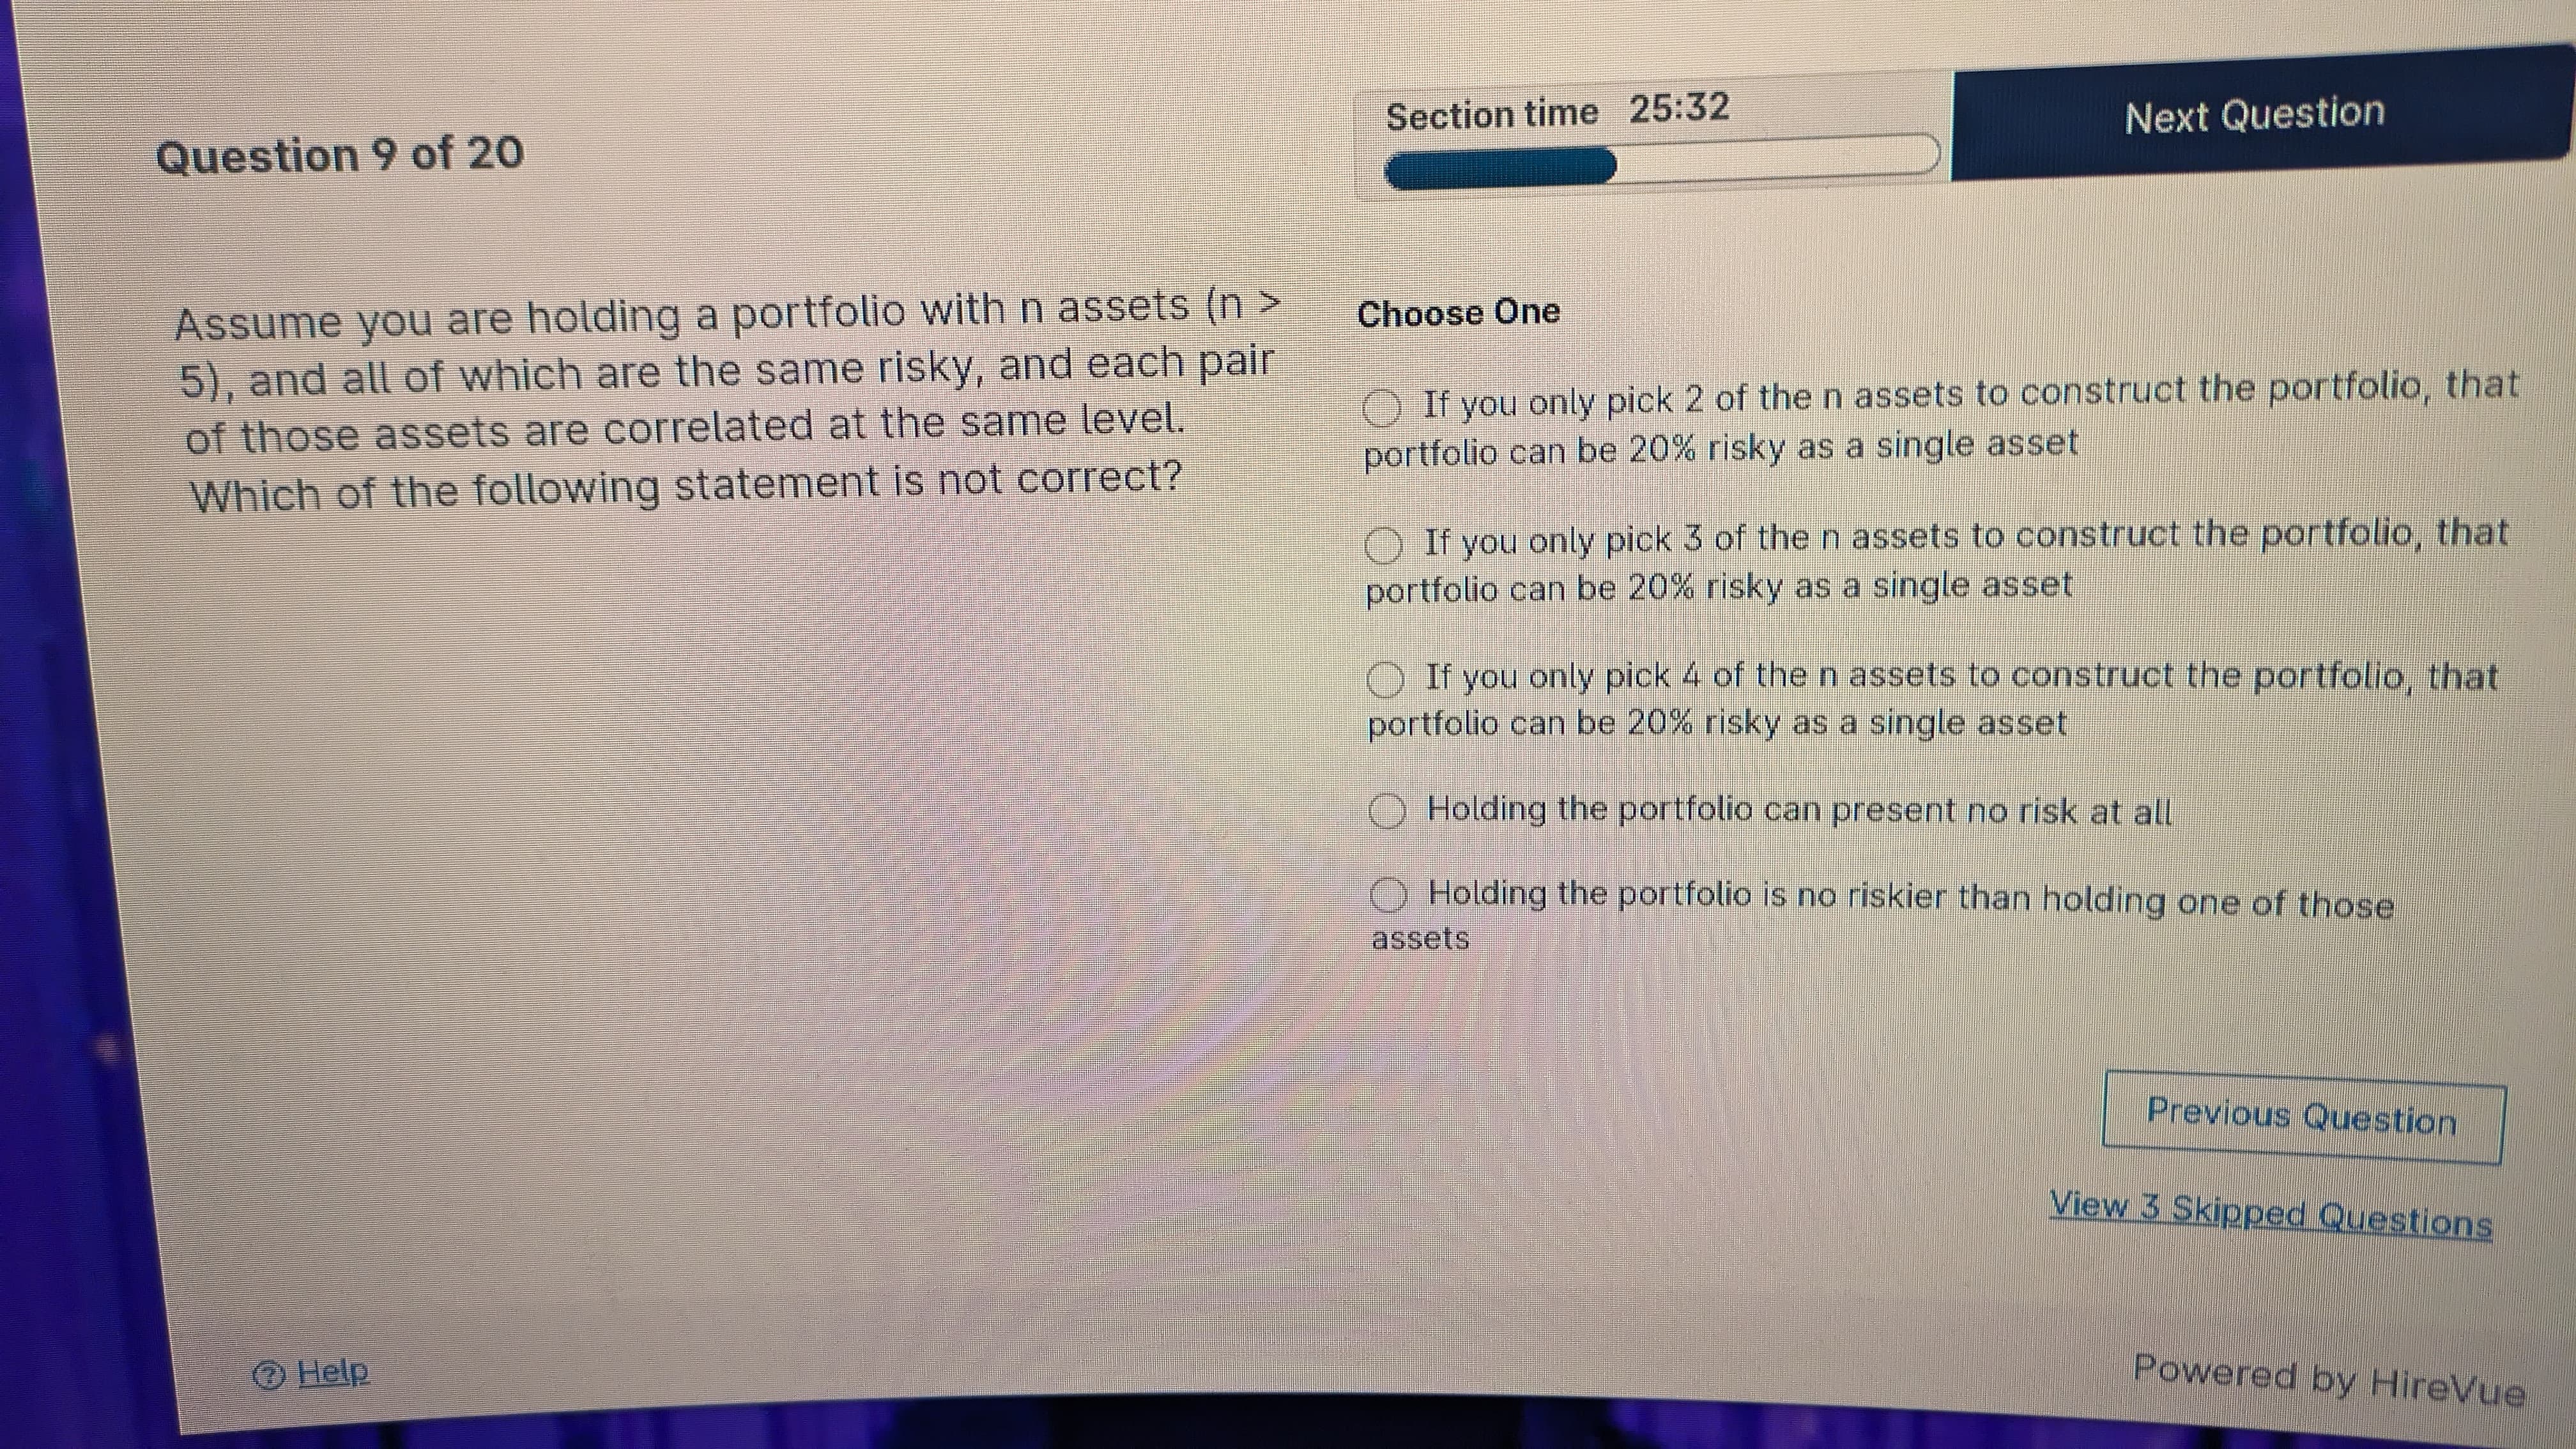 Question 9 of 20
Section time 25:32
Next Question
Assume you are holding a portfolio with n assets (n >
5), and all of which are the same risky, and each pair
of those assets are correlated at the same level.
Which of the following statement is not correct?
Choose One
If you only pick 2 of the n assets to construct the portfolio, that
portfolio can be 20% risky as a single asset
If you only pick 3 of the n assets to construct the portfolio, that
portfolio can be 20% risky as a single asset
If you only pick 4 of the n assets to construct the portfolio, that
portfolio can be 20% risky as a single asset
Holding the portfolio can present no risk at all
Holding the portfolio is no riskier than holding one of those
assets
Previous Question
View 3 Skipped Questions
? Help
Powered by HireVue